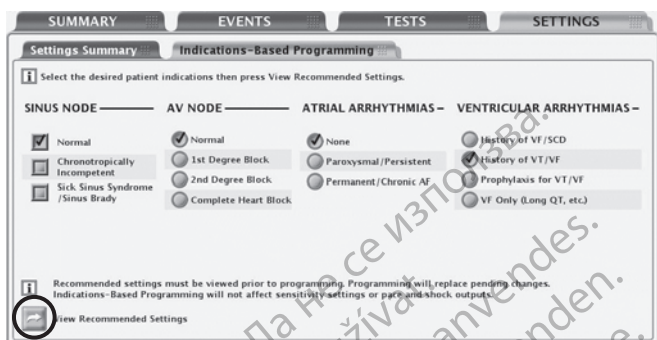 SUMMARY EVENTS TESTS SETTINGS
Settings Summary Indications-Based Programming
Select the desired patient indications then press View Recommended Settings.
SINUS NODE AV NODE ATRIAL ARRHYTHMIAS VENTRICULAR ARRHYTHMIAS
Normal Normal None History of VF/SCD
Chronotropically Incompetent 1st Degree Block Paroxysmal/Persistent History of VT/VF
Sick Sinus Syndrome /Sinus Brady 2nd Degree Block Permanent/Chronic AF Prophylaxis for VT/VF
Complete Heart Block VF Only (Long QT, etc.)
Recommended settings must be viewed prior to programming. Programming will replace pending changes.
Indications-Based Programming will not affect sensitivity settings or pace and shock outputs.
View Recommended Settings